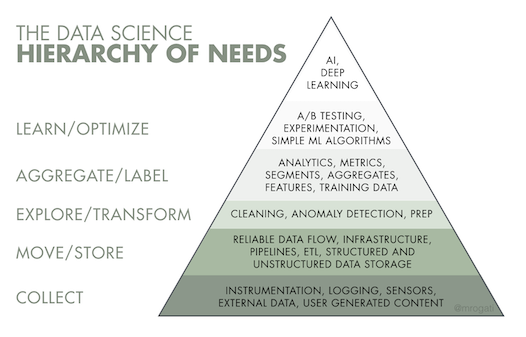 THE DATA SCIENCE
HIERARCHY OF NEEDS
AI,
DEEP
LEARNING
LEARN/OPTIMIZE
A/B TESTING,
EXPERIMENTATION,
SIMPLE ML ALGORITHMS
AGGREGATE/LABEL
ANALYTICS, METRICS,
SEGMENTS, AGGREGATES,
FEATURES, TRAINING DATA
EXPLORE/TRANSFORM
CLEANING, ANOMALY DETECTION, PREP
MOVE/STORE
RELIABLE DATA FLOW, INFRASTRUCTURE,
PIPELINES, ETL, STRUCTURED AND
UNSTRUCTURED DATA STORAGE
COLLECT
INSTRUMENTATION, LOGGING, SENSORS,
EXTERNAL DATA, USER GENERATED CONTENT
@mrogati